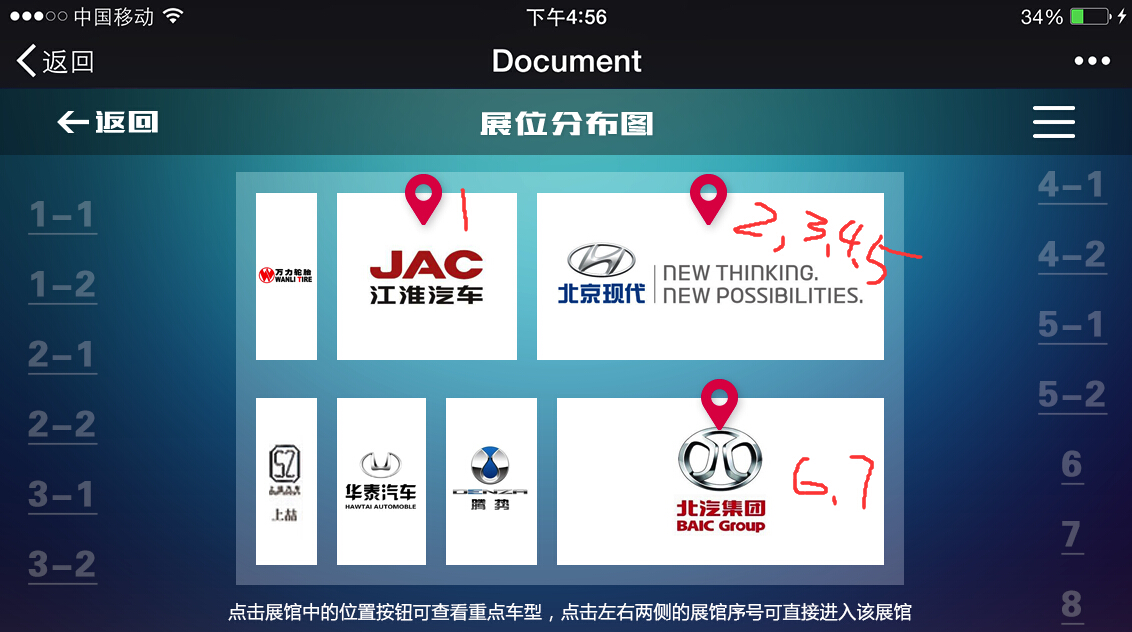 中国移动 下午4:56 34%
返回 Document
返回 展位分布图
1-1
1-2
2-1
2-2
3-1
3-2
万力轮胎
WANLI TIRE
JAC
江淮汽车
1
北京现代
NEW THINKING.
NEW POSSIBILITIES.
2,3,4,5
上喆
华泰汽车
HAWTAI AUTOMOBLE
DENZA
腾势
北汽集团
BAIC Group
6,7
4-1
4-2
5-1
5-2
6
7
8
点击展馆中的位置按钮可查看重点车型，点击左右两侧的展馆序号可直接进入该展馆